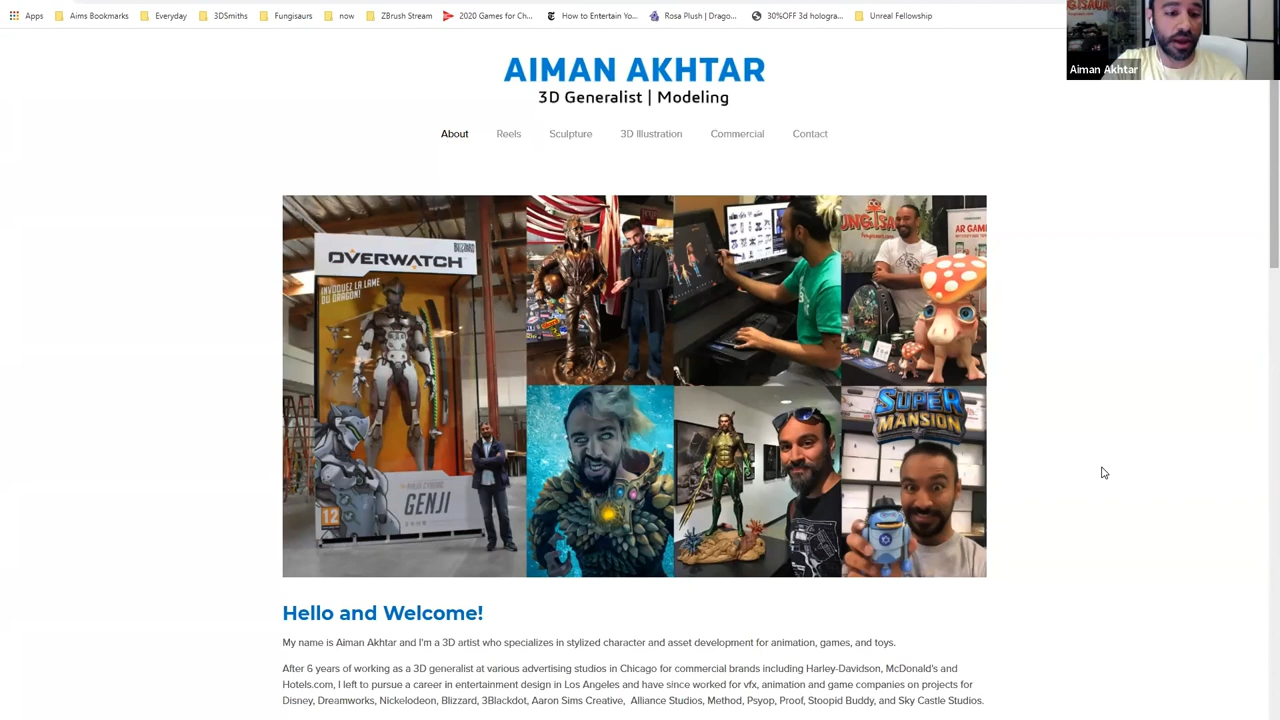 Apps Aims Bookmarks Everyday 3DSmiths Fungisaurs now ZBrush Stream 2020 Games for Ch... How to Entertain Yo... Rosa Plush | Drago... 30%OFF 3d hologra... Unreal Fellowship
Aiman Akhtar
AIMAN AKHTAR
3D Generalist | Modeling
About Reels Sculpture 3D Illustration Commercial Contact
BLIZZARD
OVERWATCH
INVOQUEZ LA LAME
DU DRAGON!
GENJI
12
AR GAM
SUPER
MANSION
Hello and Welcome!
My name is Aiman Akhtar and I'm a 3D artist who specializes in stylized character and asset development for animation, games, and toys.
After 6 years of working as a 3D generalist at various advertising studios in Chicago for commercial brands including Harley-Davidson, McDonald's and
Hotels.com, I left to pursue a career in entertainment design in Los Angeles and have since worked for vfx, animation and game companies on projects for
Disney, Dreamworks, Nickelodeon, Blizzard, 3Blackdot, Aaron Sims Creative, Alliance Studios, Method, Psyop, Proof, Stoopid Buddy, and Sky Castle Studios.